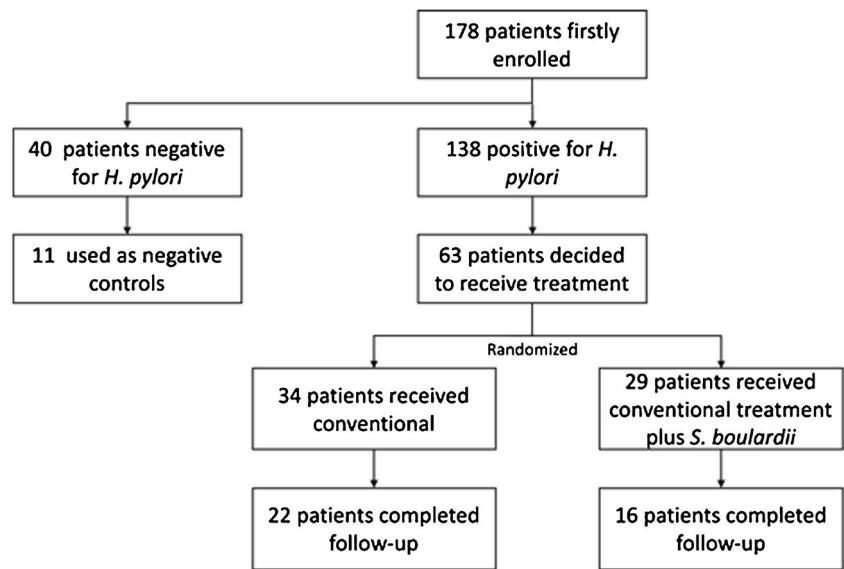 178 patients firstly
enrolled
40 patients negative
for H. pylori
138 positive for H.
pylori
11 used as negative
controls
63 patients decided
to receive treatment
Randomized
34 patients received
conventional
29 patients received
conventional treatment
plus S. boulardii
22 patients completed
follow-up
16 patients completed
follow-up